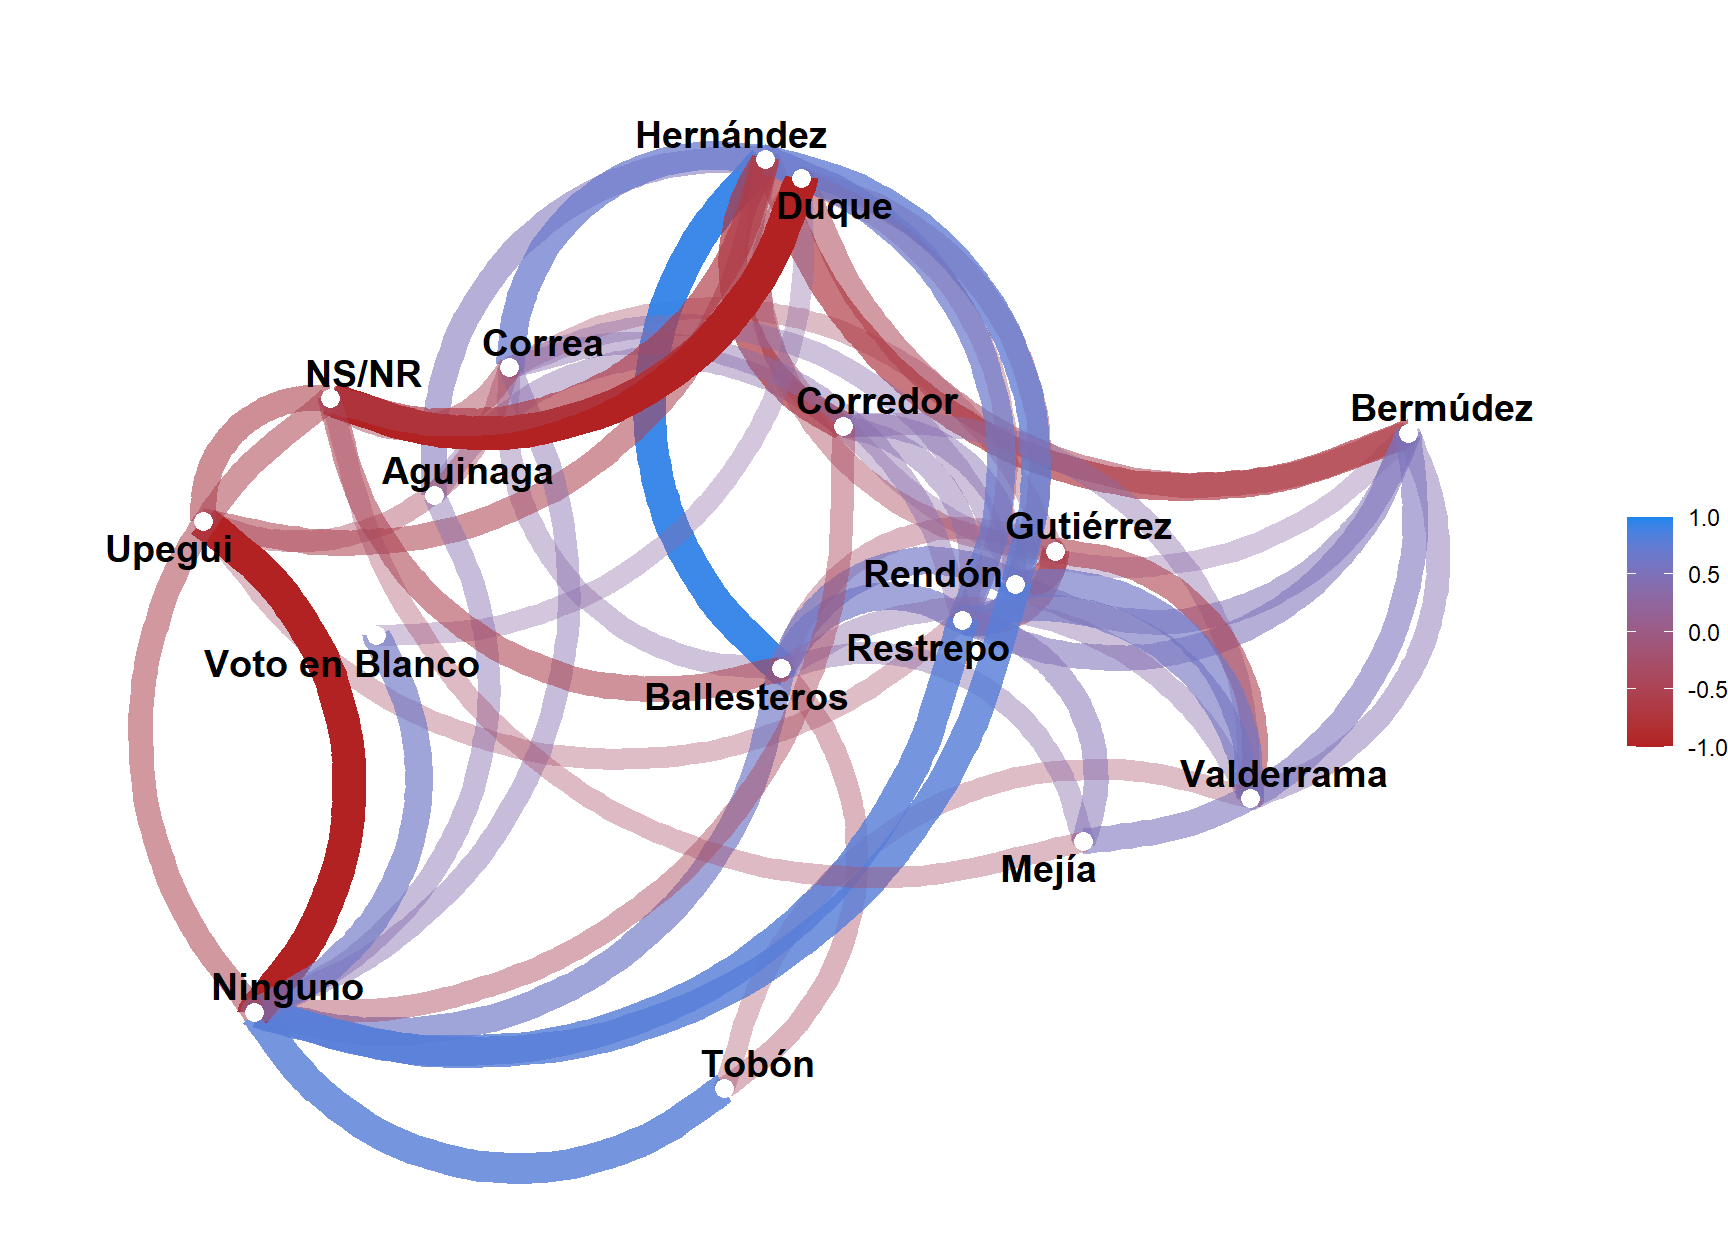 Hernández
Duque
Correa
NS/NR
Corredor
Bermúdez
Aguinaga
Gutiérrez
Upegui
Rendón
Restrepo
Voto en Blanco
Ballesteros
Valderrama
Mejía
Ninguno
Tobón
1.0
0.5
0.0
-0.5
-1.0